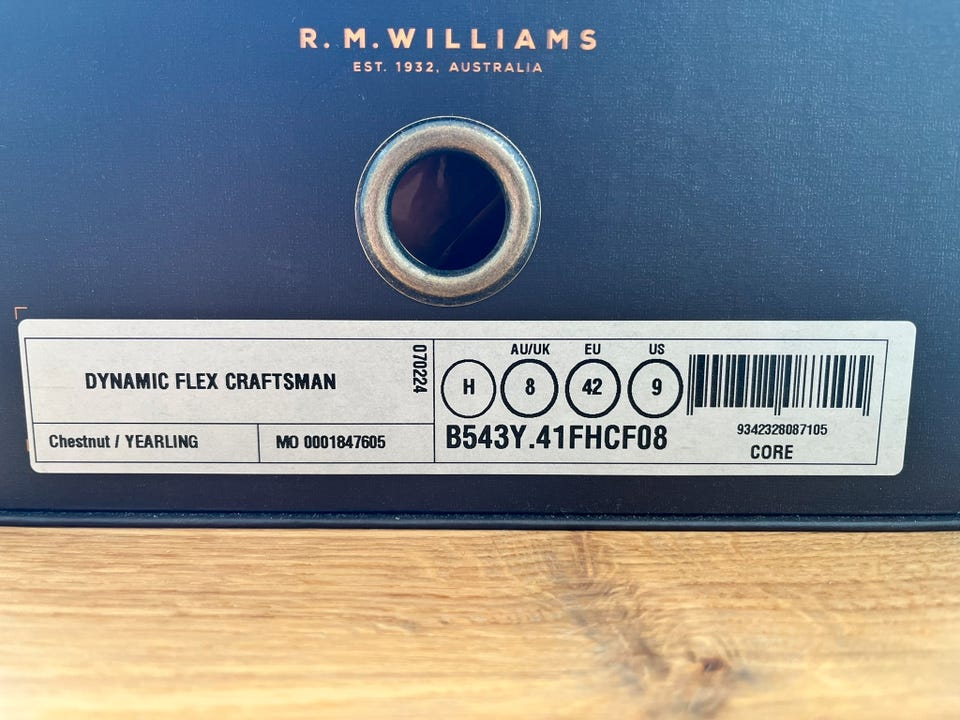 R.M.WILLIAMS
EST. 1932, AUSTRALIA
DYNAMIC FLEX CRAFTSMAN
070224
Chestnut / YEARLING
MO 0001847605
AU/UK EU US
H 8 42 9
B543Y.41FHCF08
9342328087105
CORE